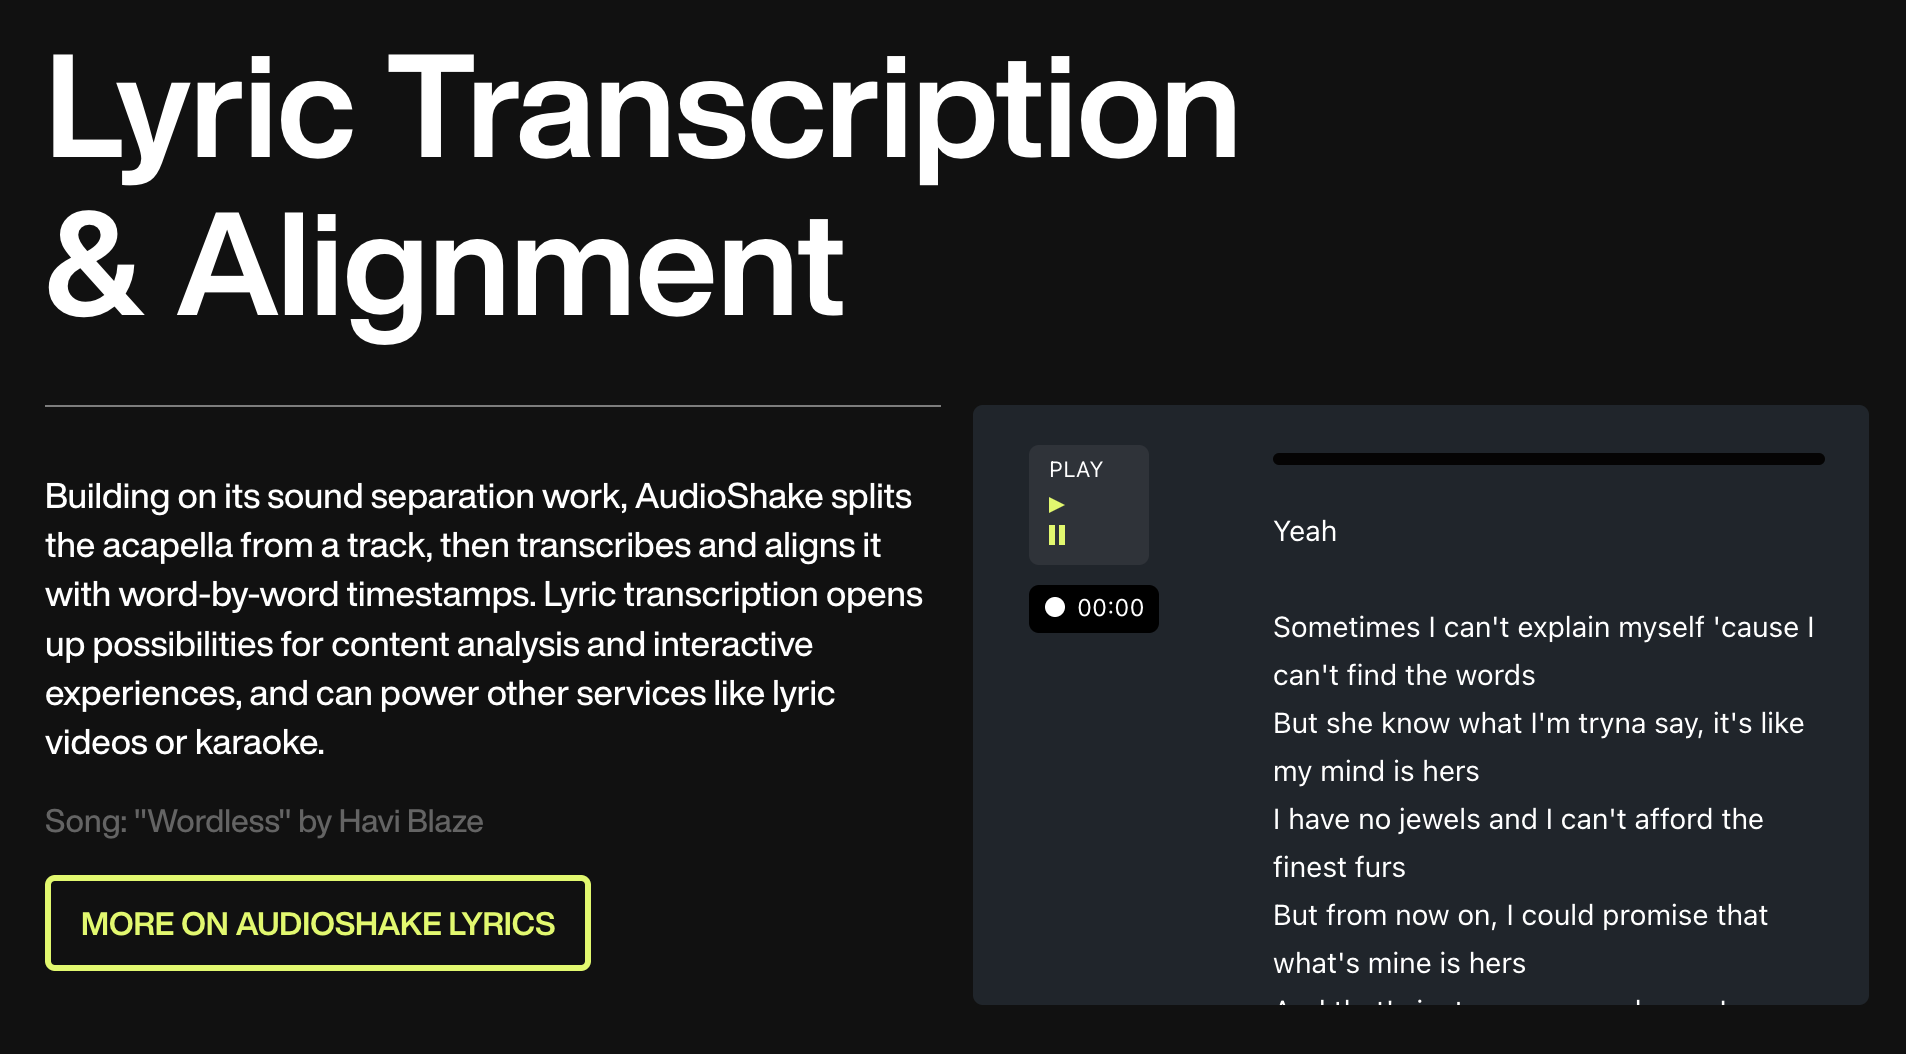 Lyric Transcription
& Alignment
Building on its sound separation work, AudioShake splits
the acapella from a track, then transcribes and aligns it
with word-by-word timestamps. Lyric transcription opens
up possibilities for content analysis and interactive
experiences, and can power other services like lyric
videos or karaoke.
Song: "Wordless" by Havi Blaze
MORE ON AUDIOSHAKE LYRICS
PLAY
00:00
Yeah
Sometimes I can't explain myself 'cause I
can't find the words
But she know what I'm tryna say, it's like
my mind is hers
I have no jewels and I can't afford the
finest furs
But from now on, I could promise that
what's mine is hers